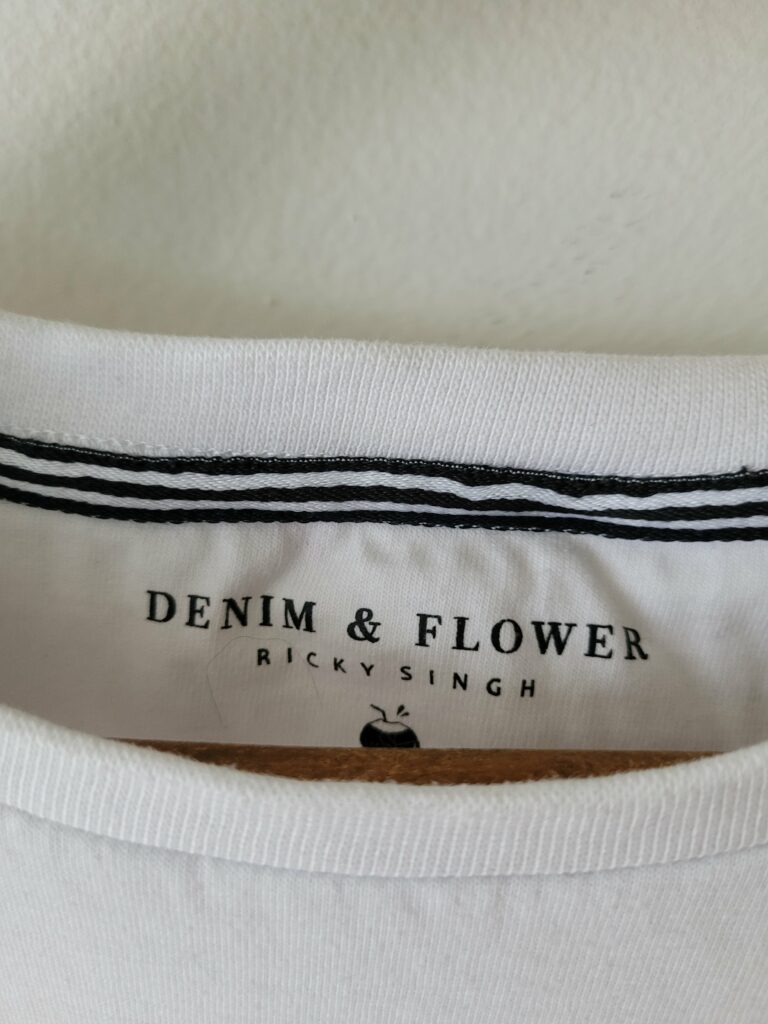 DENIM & FLOWER
RICKY SINGH